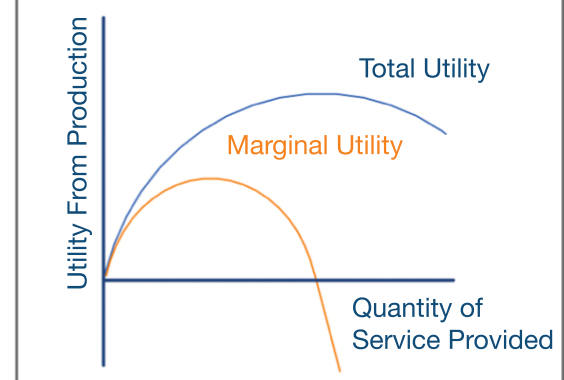 Utility From Production
Total Utility
Marginal Utility
Quantity of
Service Provided